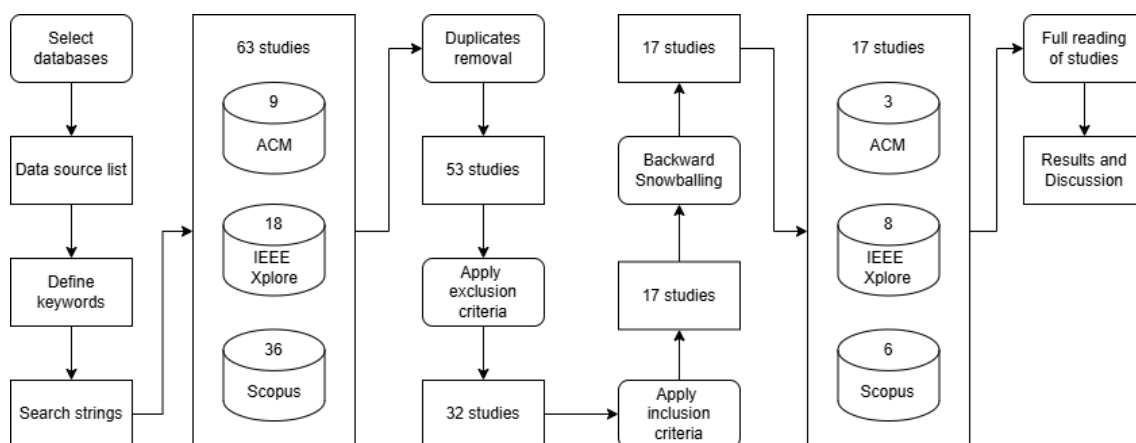 Select
databases
Data source list
Define
keywords
Search strings
63 studies
9
ACM
18
IEEE
Xplore
36
Scopus
Duplicates
removal
53 studies
Apply
exclusion
criteria
32 studies
Apply
inclusion
criteria
17 studies
Backward
Snowballing
17 studies
17 studies
3
ACM
8
IEEE
Xplore
6
Scopus
Full reading
of studies
Results and
Discussion